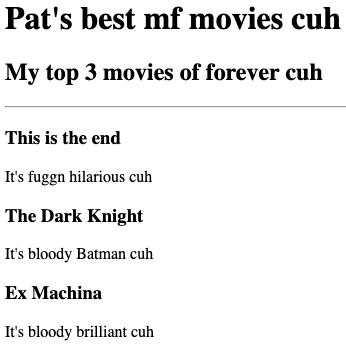 Pat's best mf movies cuh
My top 3 movies of forever cuh
This is the end
It's fuggn hilarious cuh
The Dark Knight
It's bloody Batman cuh
Ex Machina
It's bloody brilliant cuh